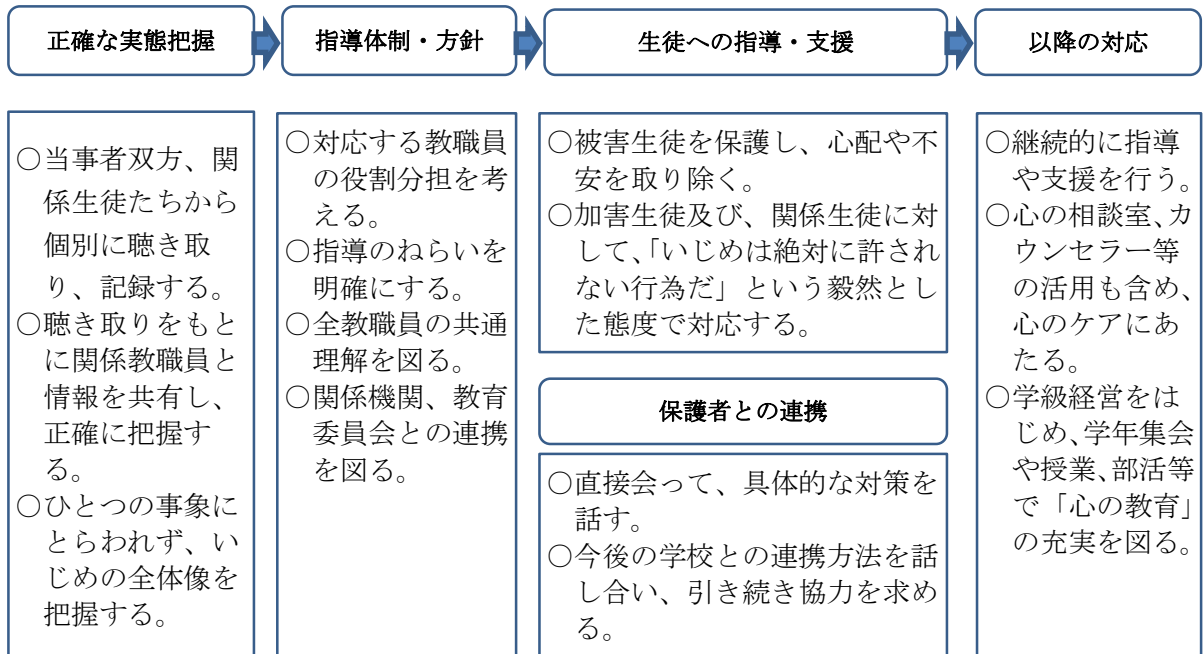 正確な実態把握
指導体制・方針
生徒への指導・支援
以降の対応
○当事者双方、関
係生徒たちから
個別に聴き取
り、記録する。
○聴き取りをもと
に関係教職員と
情報を共有し、
正確に把握す
る。
○ひとつの事象に
とらわれず、い
じめの全体像を
把握する。
○対応する教職員
の役割分担を考
える。
○指導のねらいを
明確にする。
○全教職員の共通
理解を図る。
○関係機関、教育
委員会との連携
を図る。
○被害生徒を保護し、心配や不
安を取り除く。
○加害生徒及び、関係生徒に対
して、「いじめは絶対に許され
ない行為だ」という毅然とし
た態度で対応する。
保護者との連携
○直接会って、具体的な対策を
話す。
○今後の学校との連携方法を話
し合い、引き続き協力を求め
る。
○継続的に指導
や支援を行う。
○心の相談室、カ
ウンセラー等
の活用も含め、
心のケアにあ
たる。
○学級経営をは
じめ、学年集会
や授業、部活等
で「心の教育」
の充実を図る。